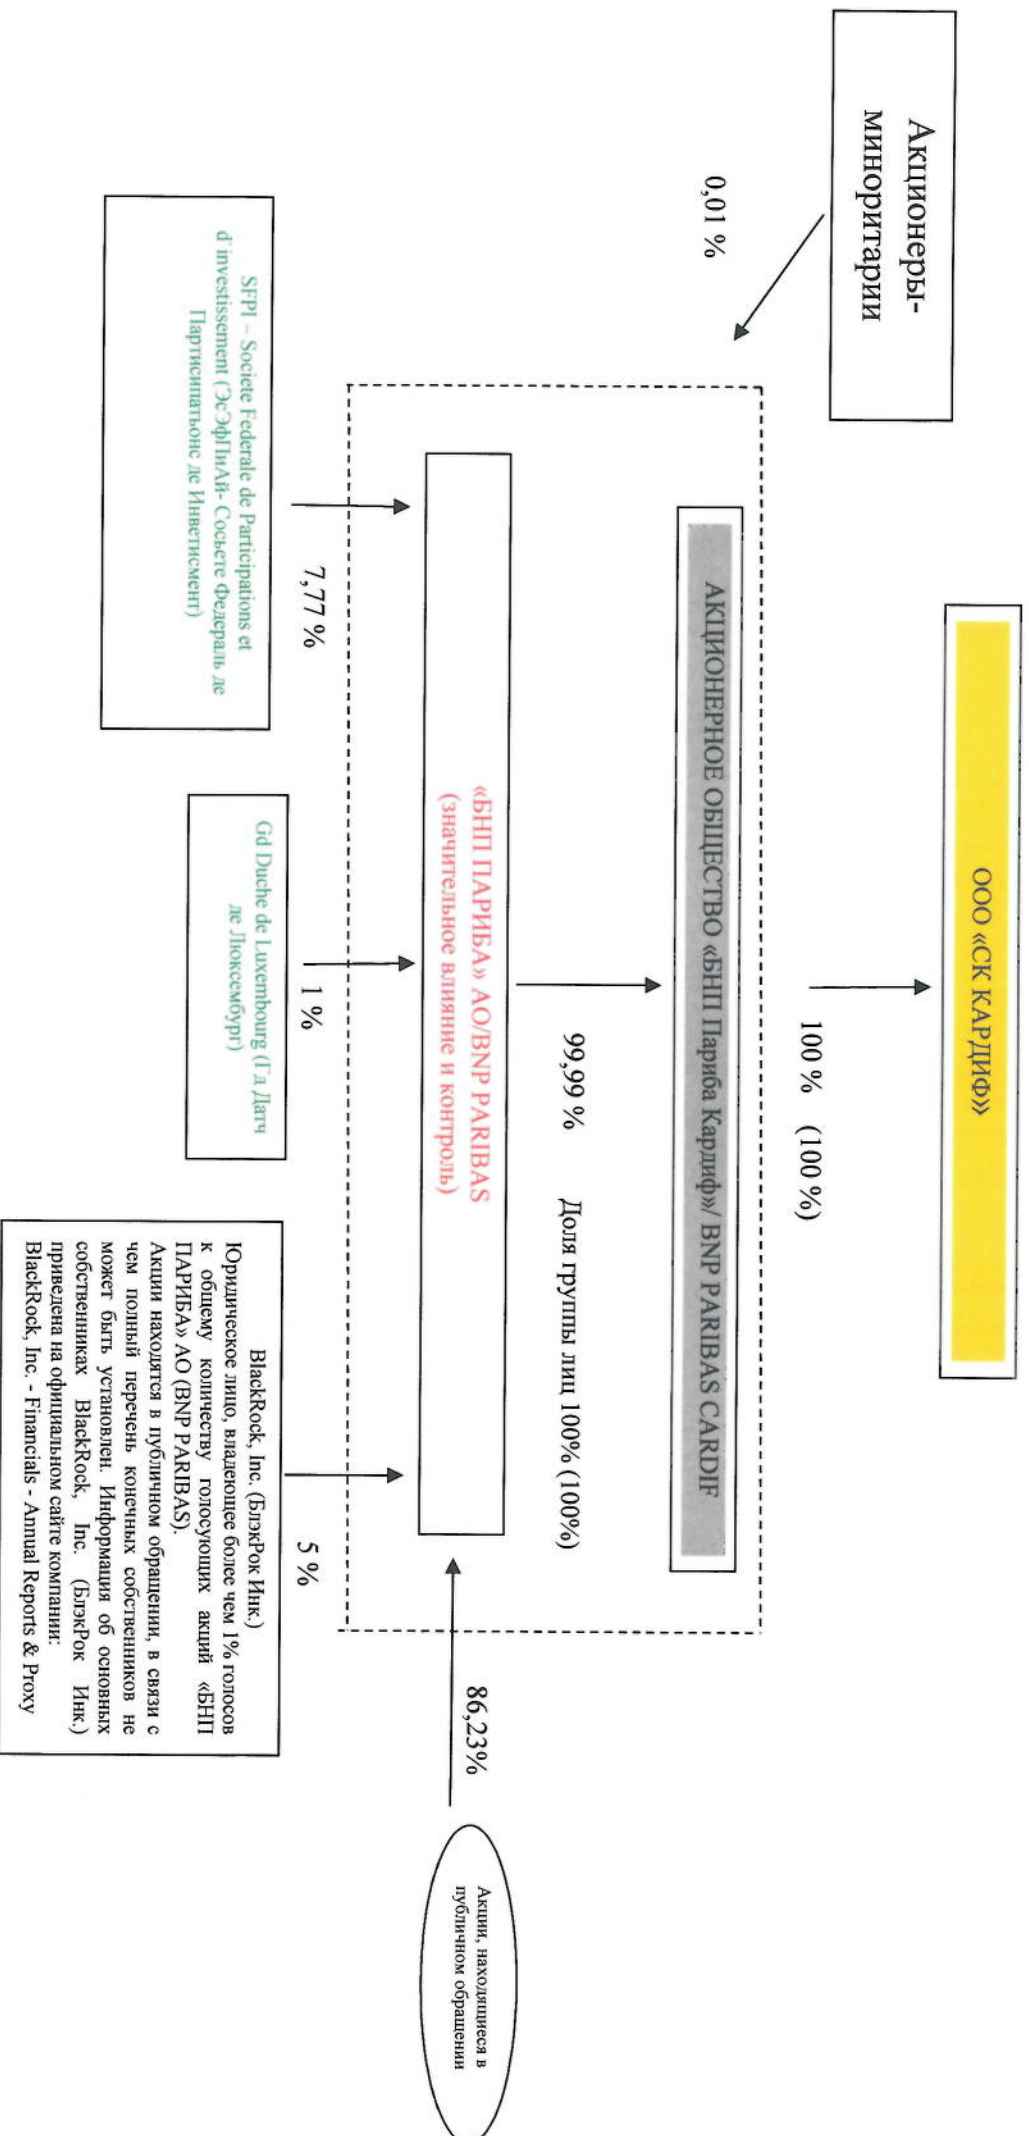 ООО «СК КАРДИФ»
100 % (100 %)
Акционеры-
миноритарии
0,01 %
АКЦИОНЕРНОЕ ОБЩЕСТВО «БНП Париба Кардиф»/ BNP PARIBAS CARDIF
99,99 % Доля группы лиц 100% (100%)
«БНП ПАРИБА» АО/BNP PARIBAS
(значительное влияние и контроль)
86,23%
Акции, находящиеся в
публичном обращении
7,77 %
1 %
5 %
SFPI – Societe Federale de Participations et
d`investissement (ЭсЭфПиАй- Сосьете Федераль де
Партисипатьонс де Инветисмент)
Gd Duche de Luxembourg (Гд Датч
де Люксембург)
BlackRock, Inc. (БлэкРок Инк.)
Юридическое лицо, владеющее более чем 1% голосов
к общему количеству голосующих акций «БНП
ПАРИБА» АО (BNP PARIBAS).
Акции находятся в публичном обращении, в связи с
чем полный перечень конечных собственников не
может быть установлен. Информация об основных
собственниках BlackRock, Inc. (БлэкРок Инк.)
приведена на официальном сайте компании:
BlackRock, Inc. - Financials - Annual Reports & Proxy